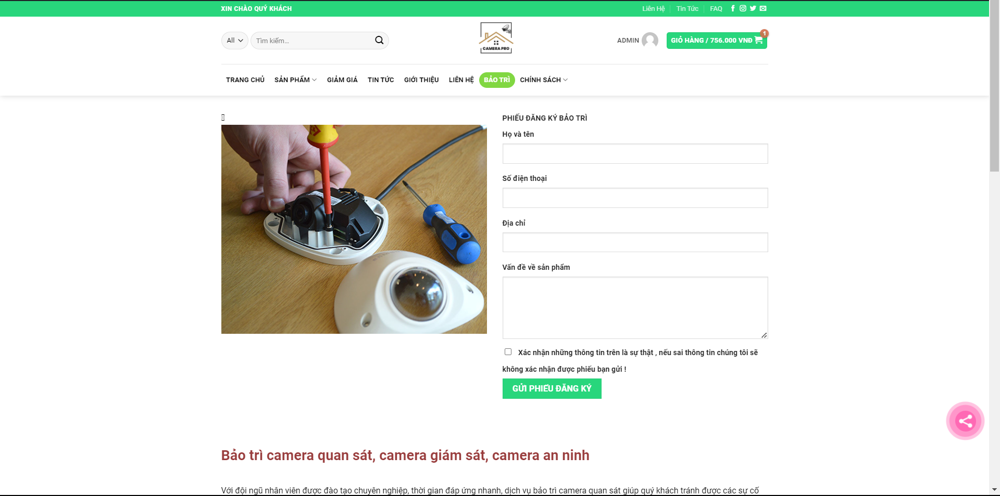 XIN CHÀO QUÝ KHÁCH
Liên Hệ
Tin Tức
FAQ
All
Tìm kiếm...
CAMERA PRO
ADMIN
GIỎ HÀNG / 756.000 VNĐ
1
TRANG CHỦ
SẢN PHẨM
GIẢM GIÁ
TIN TỨC
GIỚI THIỆU
LIÊN HỆ
BẢO TRÌ
CHÍNH SÁCH
PHIẾU ĐĂNG KÝ BẢO TRÌ
Họ và tên
Số điện thoại
Địa chỉ
Vấn đề về sản phẩm
Xác nhận những thông tin trên là sự thật , nếu sai thông tin chúng tôi sẽ
không xác nhận được phiếu bạn gửi !
GỬI PHIẾU ĐĂNG KÝ
Bảo trì camera quan sát, camera giám sát, camera an ninh
Với đội ngũ nhân viên được đào tạo chuyên nghiệp, thời gian đáp ứng nhanh, dịch vụ bảo trì camera quan sát giúp quý khách tránh được các sự cố